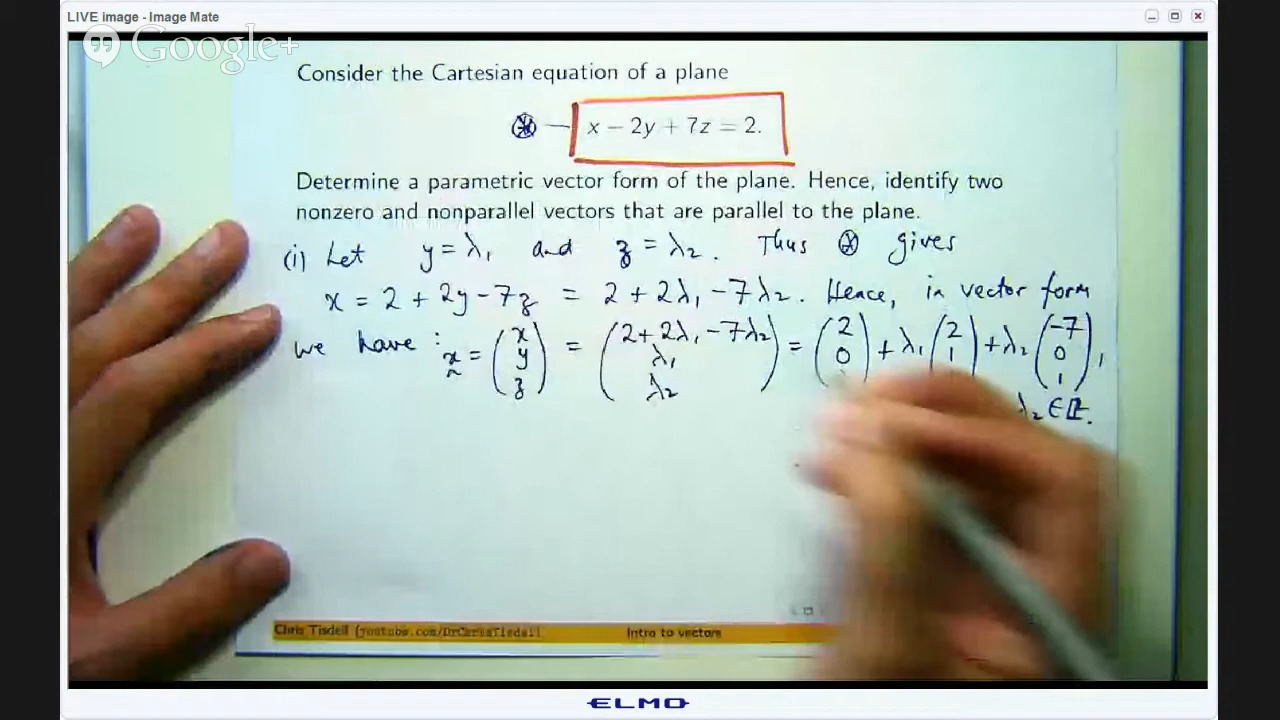 LIVE image - Image Mate
Google+
Consider the Cartesian equation of a plane
⊛ — x − 2y + 7z = 2.
Determine a parametric vector form of the plane. Hence, identify two
nonzero and nonparallel vectors that are parallel to the plane.
(i) Let y = λ₁ and z = λ₂. Thus ⊛ gives
x = 2 + 2y − 7z = 2 + 2λ₁ − 7λ₂. Hence, in vector form
we have : x = (x y z) = (2 + 2λ₁ − 7λ₂ λ₁ λ₂) = (2 0 + λ₁ (2 1 + λ₂ (−7 0 1),
λ₂ ∈ ℝ.
Chris Tisdell (youtube.com/DrChrisTisdell Intro to vectors
ELMO